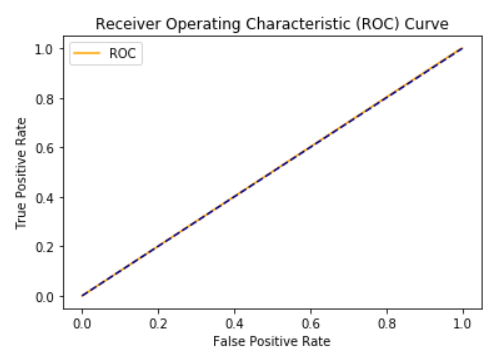 Receiver Operating Characteristic (ROC) Curve
1.0
ROC
0.8
0.6
0.4
0.2
0.0
True Positive Rate
0.0 0.2 0.4 0.6 0.8 1.0
False Positive Rate